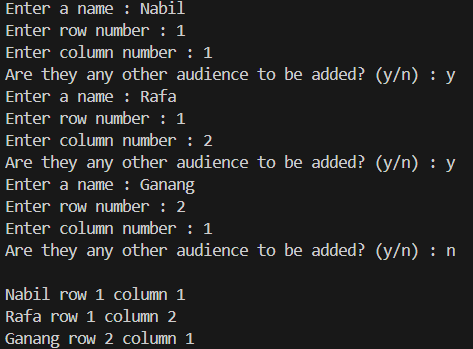 Enter a name : Nabil
Enter row number : 1
Enter column number : 1
Are they any other audience to be added? (y/n) : y
Enter a name : Rafa
Enter row number : 1
Enter column number : 2
Are they any other audience to be added? (y/n) : y
Enter a name : Ganang
Enter row number : 2
Enter column number : 1
Are they any other audience to be added? (y/n) : n

Nabil row 1 column 1
Rafa row 1 column 2
Ganang row 2 column 1